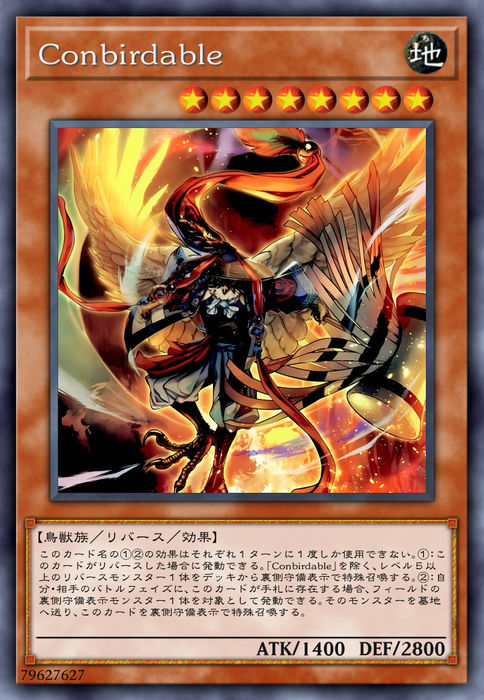 Conbirdable
地
ち
【鳥獣族／リバース／効果】
このカード名の①②の効果はそれぞれ１ターンに１度しか使用できない。①：こ
のカードがリバースした場合に発動できる。「Conbirdable」を除く、レベル５以
上のリバースモンスター１体をデッキから裏側守備表示で特殊召喚する。②：自
分・相手のバトルフェイズに、このカードが手札に存在する場合、フィールドの
裏側守備表示モンスター１体を対象として発動できる。そのモンスターを墓地
へ送り、このカードを裏側守備表示で特殊召喚する。
ATK/1400 DEF/2800
79627627